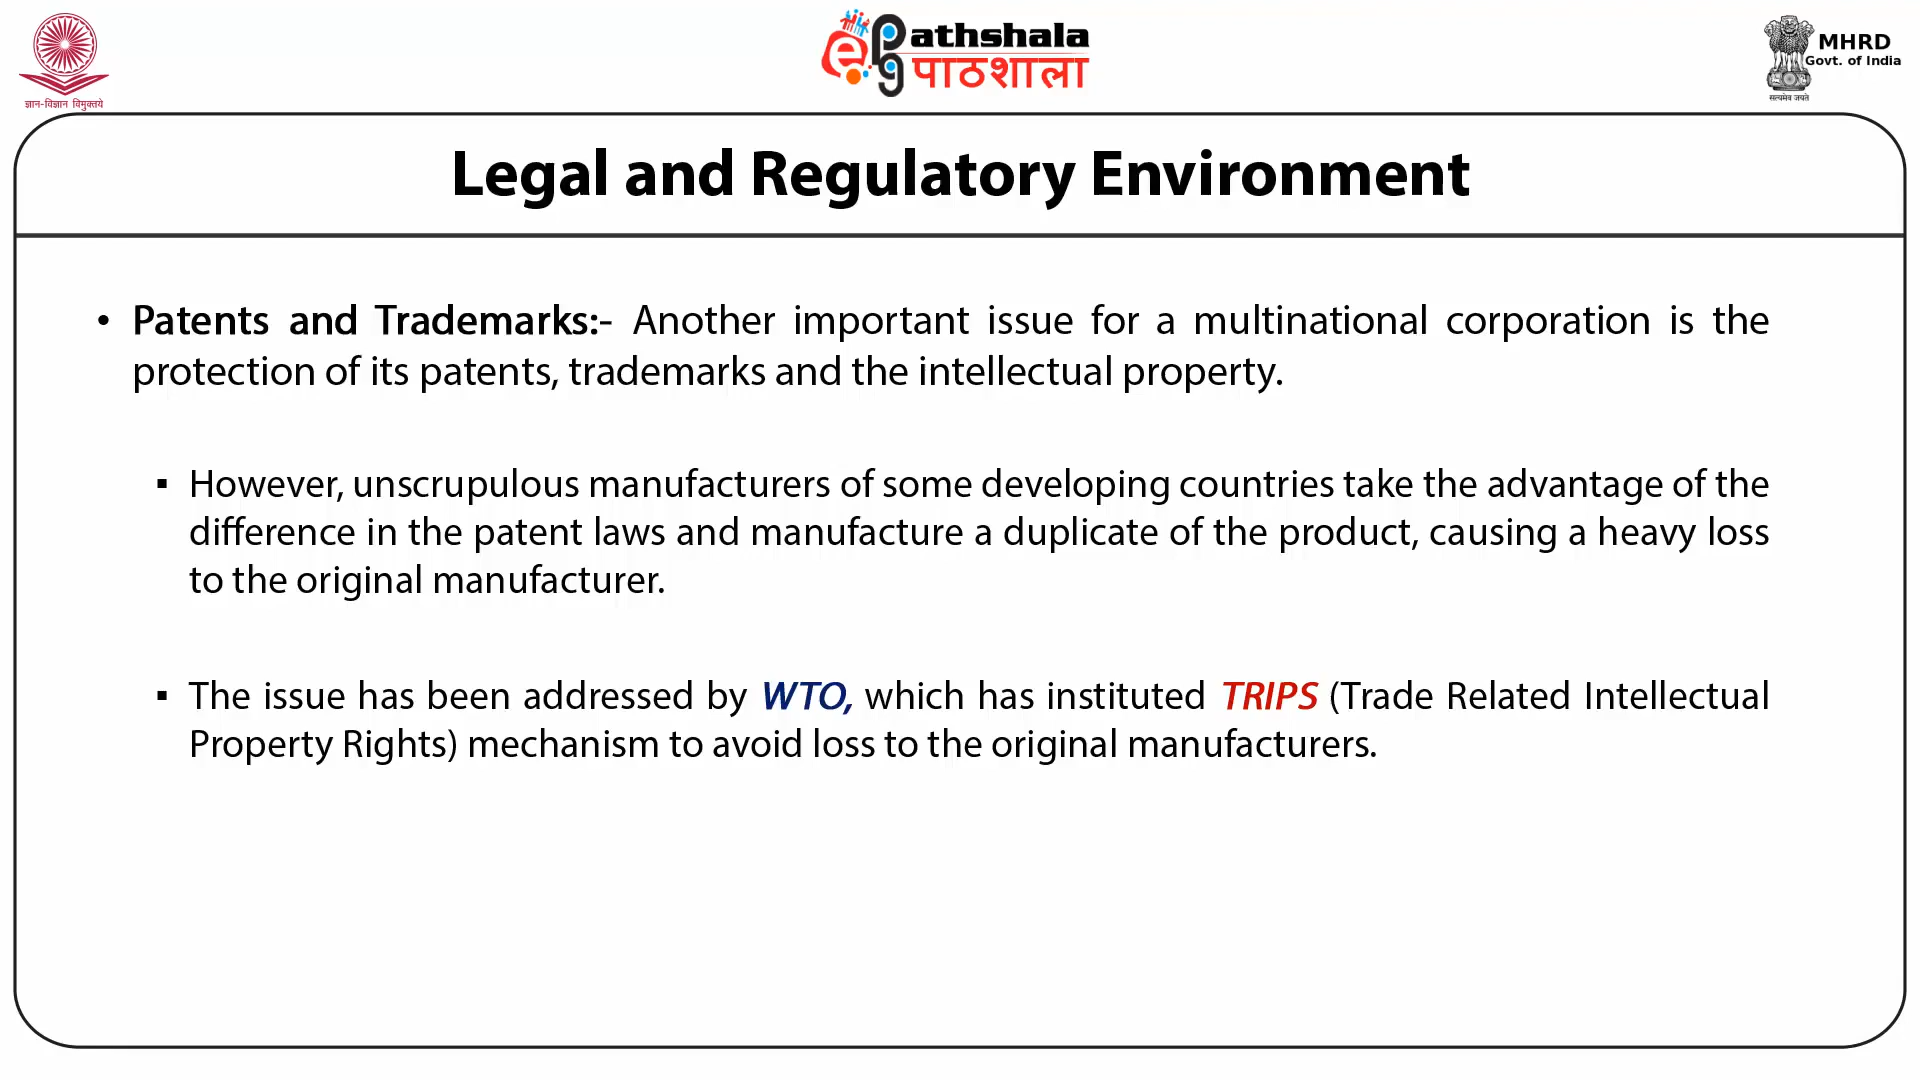 ज्ञान-विज्ञान विमुक्तये
ePathshala
पाठशाला
MHRD
Govt. of India
सत्यमेव जयते
Legal and Regulatory Environment
• Patents and Trademarks:- Another important issue for a multinational corporation is the
protection of its patents, trademarks and the intellectual property.
▪ However, unscrupulous manufacturers of some developing countries take the advantage of the
difference in the patent laws and manufacture a duplicate of the product, causing a heavy loss
to the original manufacturer.
▪ The issue has been addressed by WTO, which has instituted TRIPS (Trade Related Intellectual
Property Rights) mechanism to avoid loss to the original manufacturers.